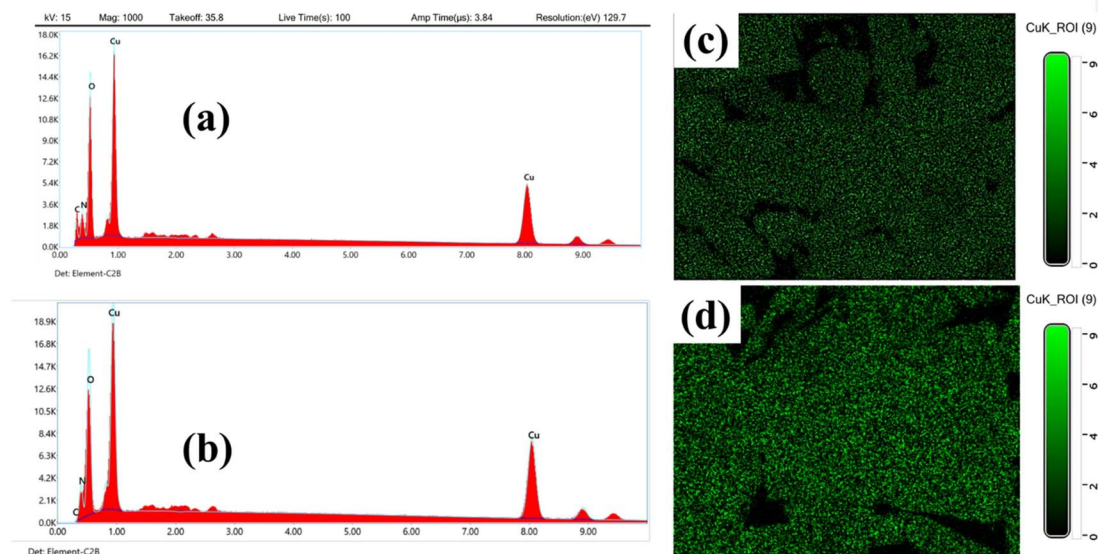 kV: 15 Mag: 1000 Takeoff: 35.8 Live Time(s): 100 Amp Time(µs): 3.84 Resolution:(eV) 129.7
18.0K
16.2K
14.4K
12.6K
10.8K
9.0K
7.2K
5.4K
3.6K
1.8K
0.0K
Cu
O
C
N
Cu
(a)
0.00 1.00 2.00 3.00 4.00 5.00 6.00 7.00 8.00 9.00
Det: Element-C2B
18.9K
16.8K
14.7K
12.6K
10.5K
8.4K
6.3K
4.2K
2.1K
0.0K
Cu
O
N
C
Cu
(b)
0.00 1.00 2.00 3.00 4.00 5.00 6.00 7.00 8.00 9.00
Det: Element-C2B
(c)
CuK_ROI (9)
9
6
4
2
0
(d)
CuK_ROI (9)
9
6
4
2
0